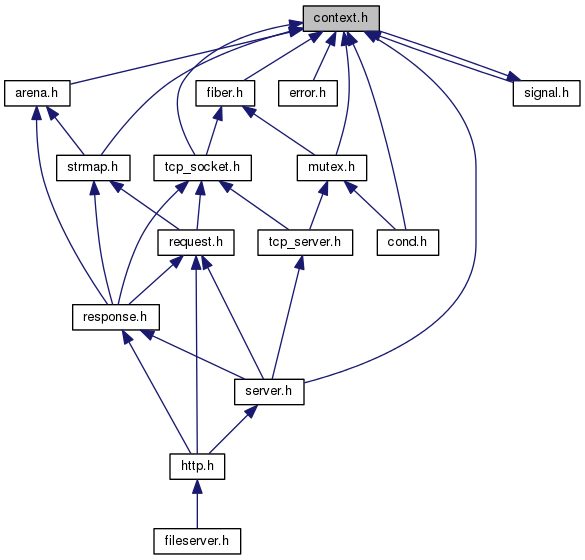 context.h
arena.h
fiber.h
error.h
signal.h
strmap.h
tcp_socket.h
mutex.h
request.h
tcp_server.h
cond.h
response.h
server.h
http.h
fileserver.h